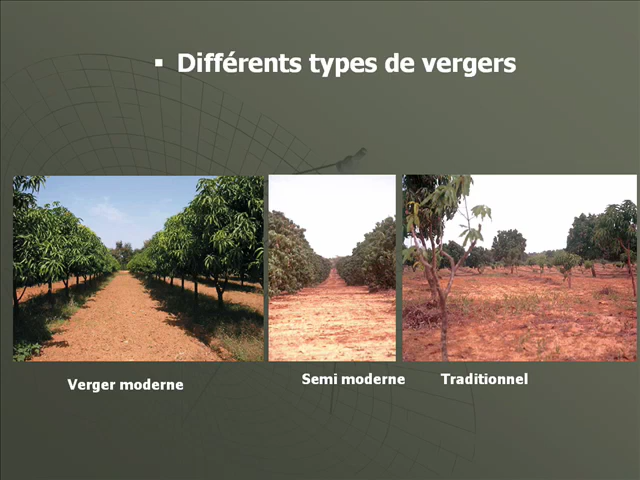 ▪ Différents types de vergers
Verger moderne
Semi moderne
Traditionnel